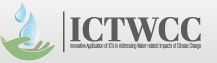 ICTWCC
Innovative Application of ICTs in Addressing Water-related Impacts of Climate Change